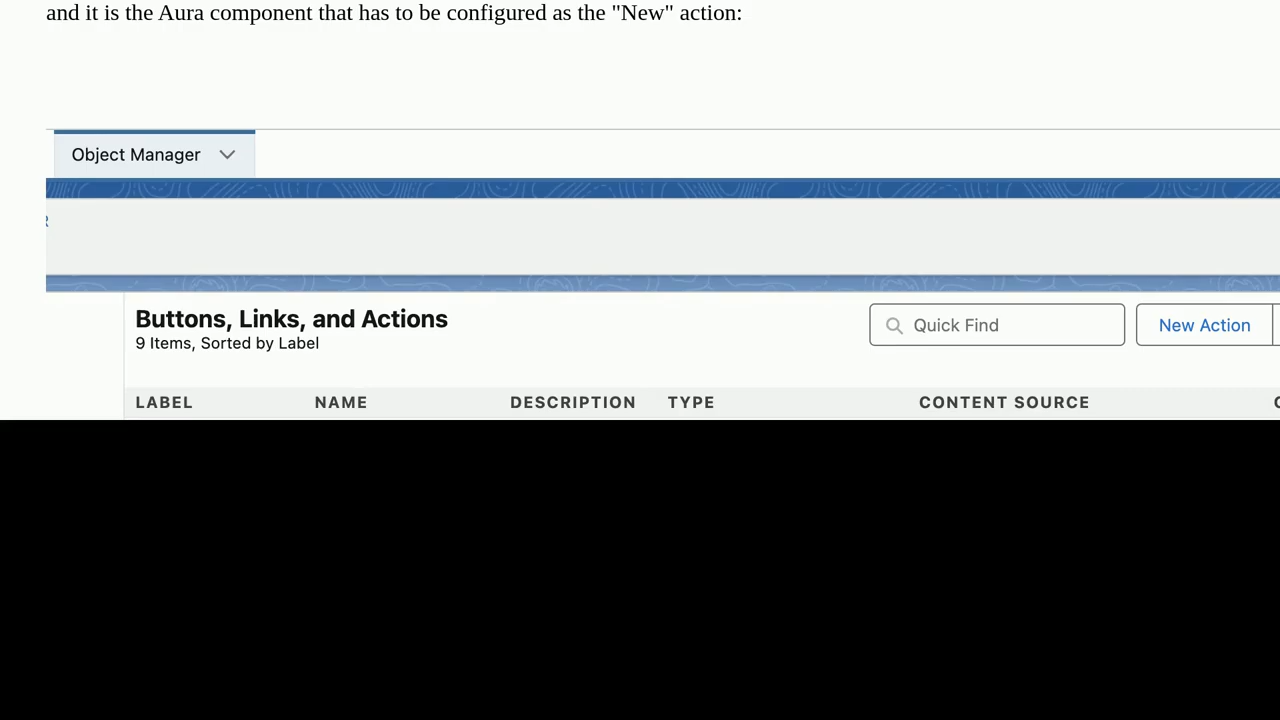 and it is the Aura component that has to be configured as the "New" action:
Object Manager
Buttons, Links, and Actions
9 Items, Sorted by Label
Quick Find
New Action
LABEL NAME DESCRIPTION TYPE CONTENT SOURCE